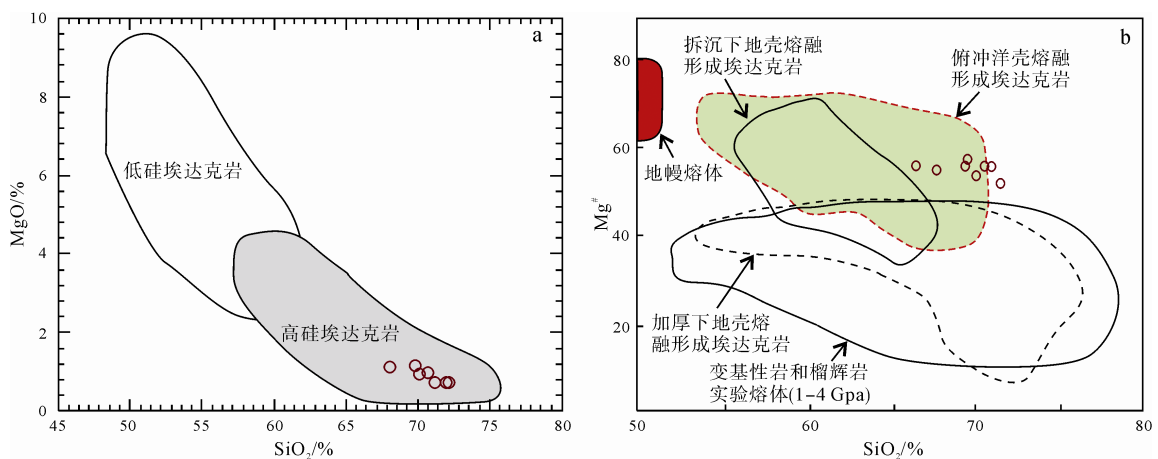 a
10
8
6
4
2
0
MgO/%
低硅埃达克岩
高硅埃达克岩
45
50
55
60
65
70
75
80
SiO2/%
b
80
60
40
20
Mg#
拆沉下地壳熔融
形成埃达克岩
俯冲洋壳熔融
形成埃达克岩
地幔熔体
加厚下地壳熔
融形成埃达克岩
变基性岩和榴辉岩
实验熔体(1-4 Gpa)
50
60
70
80
SiO2/%